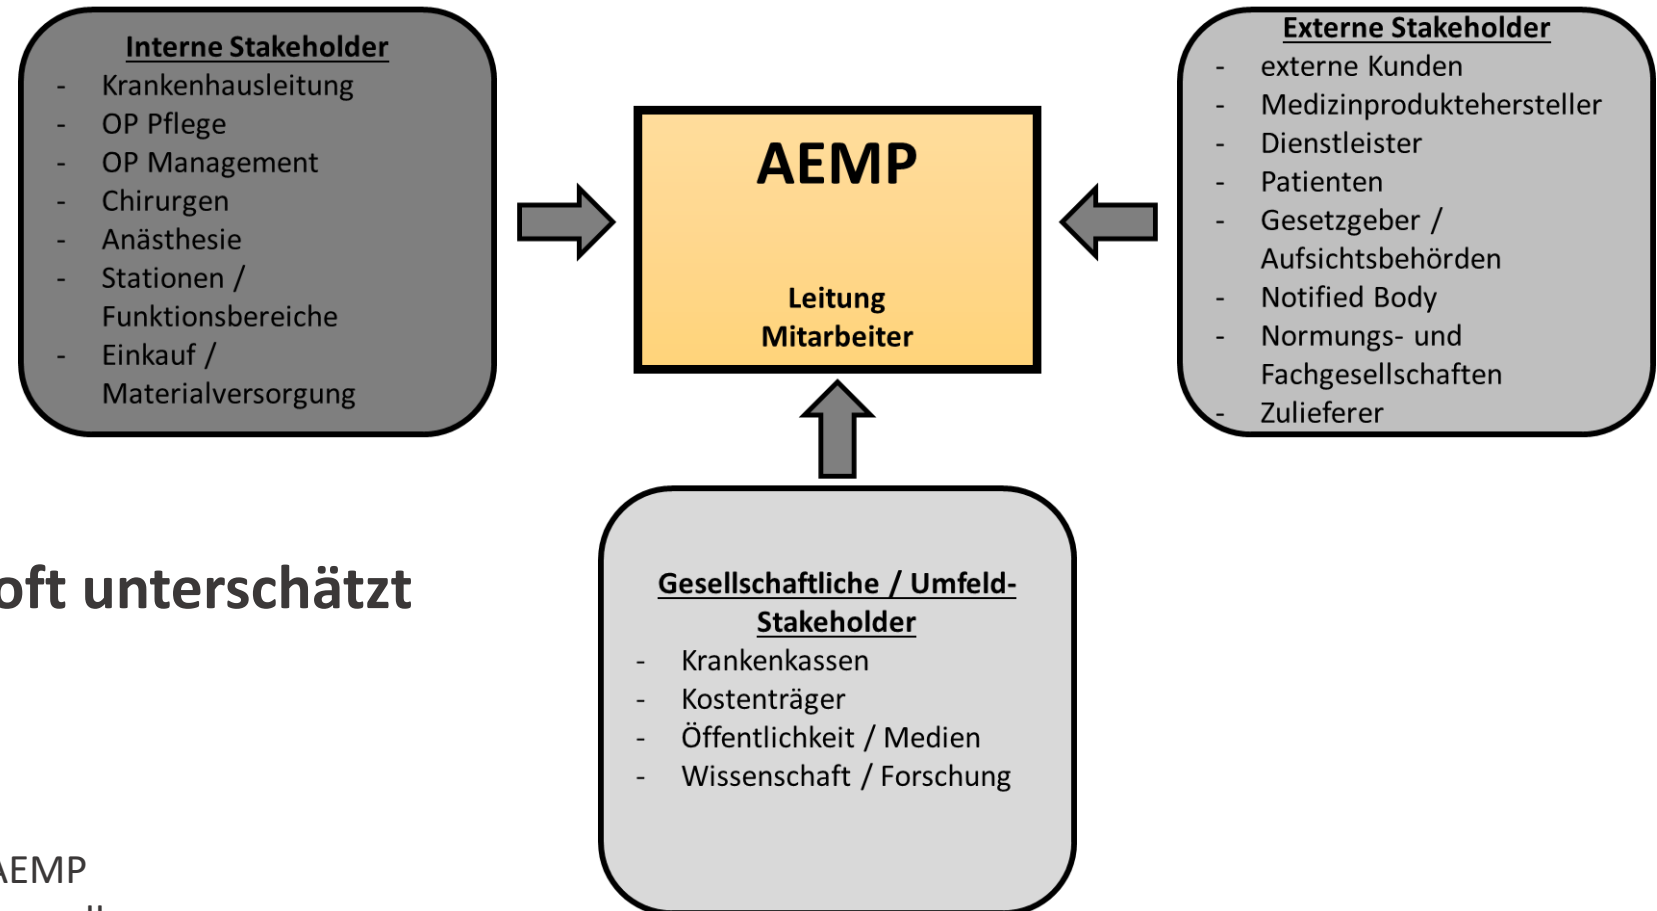 Interne Stakeholder
- Krankenhausleitung
- OP Pflege
- OP Management
- Chirurgen
- Anästhesie
- Stationen /
Funktionsbereiche
- Einkauf /
Materialversorgung
AEMP
Leitung
Mitarbeiter
Externe Stakeholder
- externe Kunden
- Medizinproduktehersteller
- Dienstleister
- Patienten
- Gesetzgeber /
Aufsichtsbehörden
- Notified Body
- Normungs- und
Fachgesellschaften
- Zulieferer
oft unterschätzt
Gesellschaftliche / Umfeld-
Stakeholder
- Krankenkassen
- Kostenträger
- Öffentlichkeit / Medien
- Wissenschaft / Forschung
AEMP